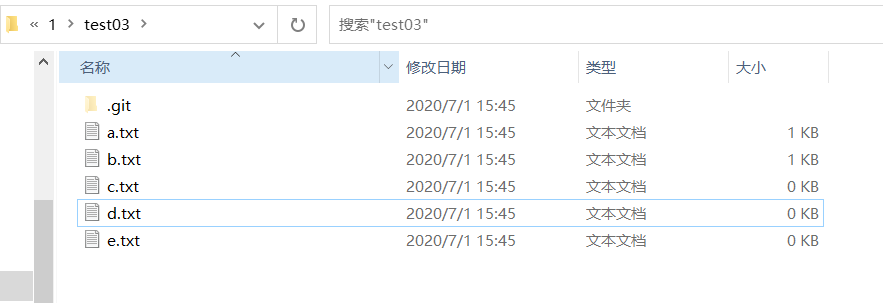 « 1 > test03 > 搜索"test03"
名称 修改日期 类型 大小
.git 2020/7/1 15:45 文件夹
a.txt 2020/7/1 15:45 文本文档 1 KB
b.txt 2020/7/1 15:45 文本文档 1 KB
c.txt 2020/7/1 15:45 文本文档 0 KB
d.txt 2020/7/1 15:45 文本文档 0 KB
e.txt 2020/7/1 15:45 文本文档 0 KB